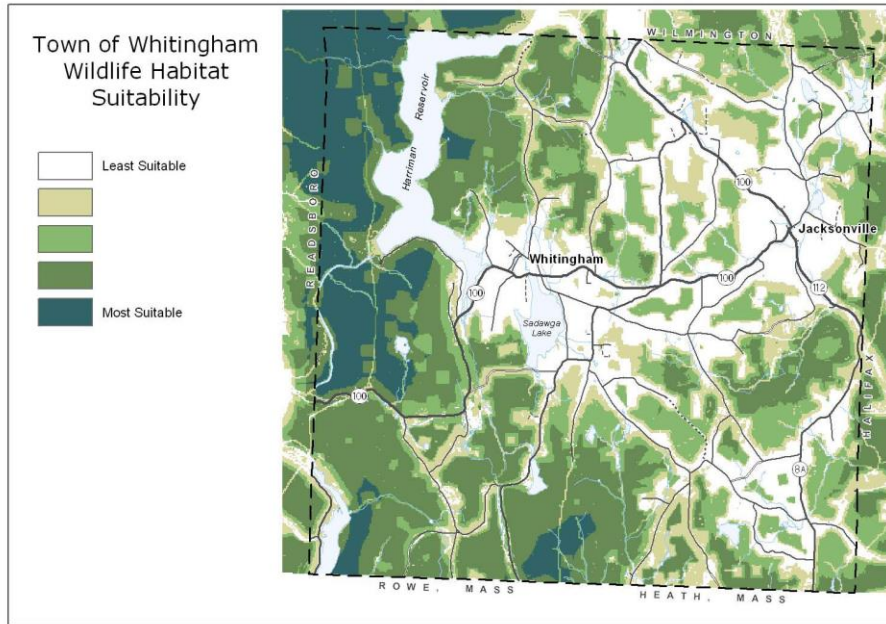 Town of Whitingham
Wildlife Habitat
Suitability
Least Suitable
Most Suitable
WILMINGTON
Harriman Reservoir
READSBORO
100
Jacksonville
Whitingham
100
100
112
Sadawga
Lake
HALIFAX
100
8A
ROWE, MASS
HEATH, MASS